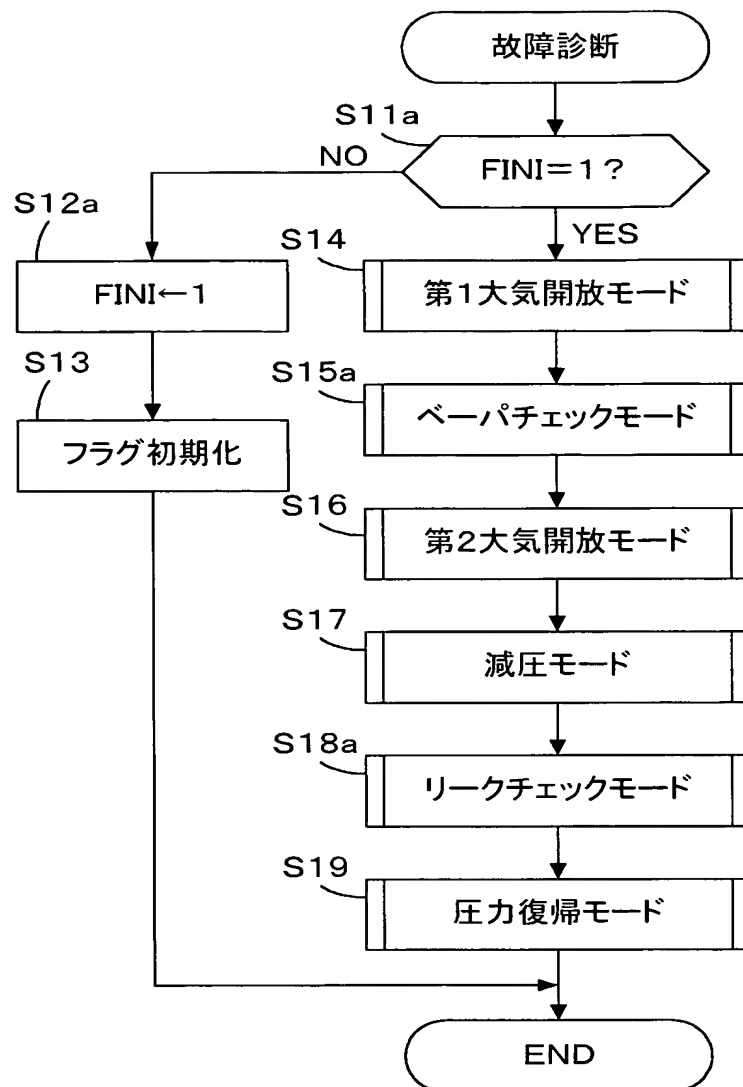 故障診断
S11a
FINI=1?
NO
YES
S12a
FINI←1
S13
フラグ初期化
S14
第1大気開放モード
S15a
ベーパチェックモード
S16
第2大気開放モード
S17
減圧モード
S18a
リークチェックモード
S19
圧力復帰モード
END